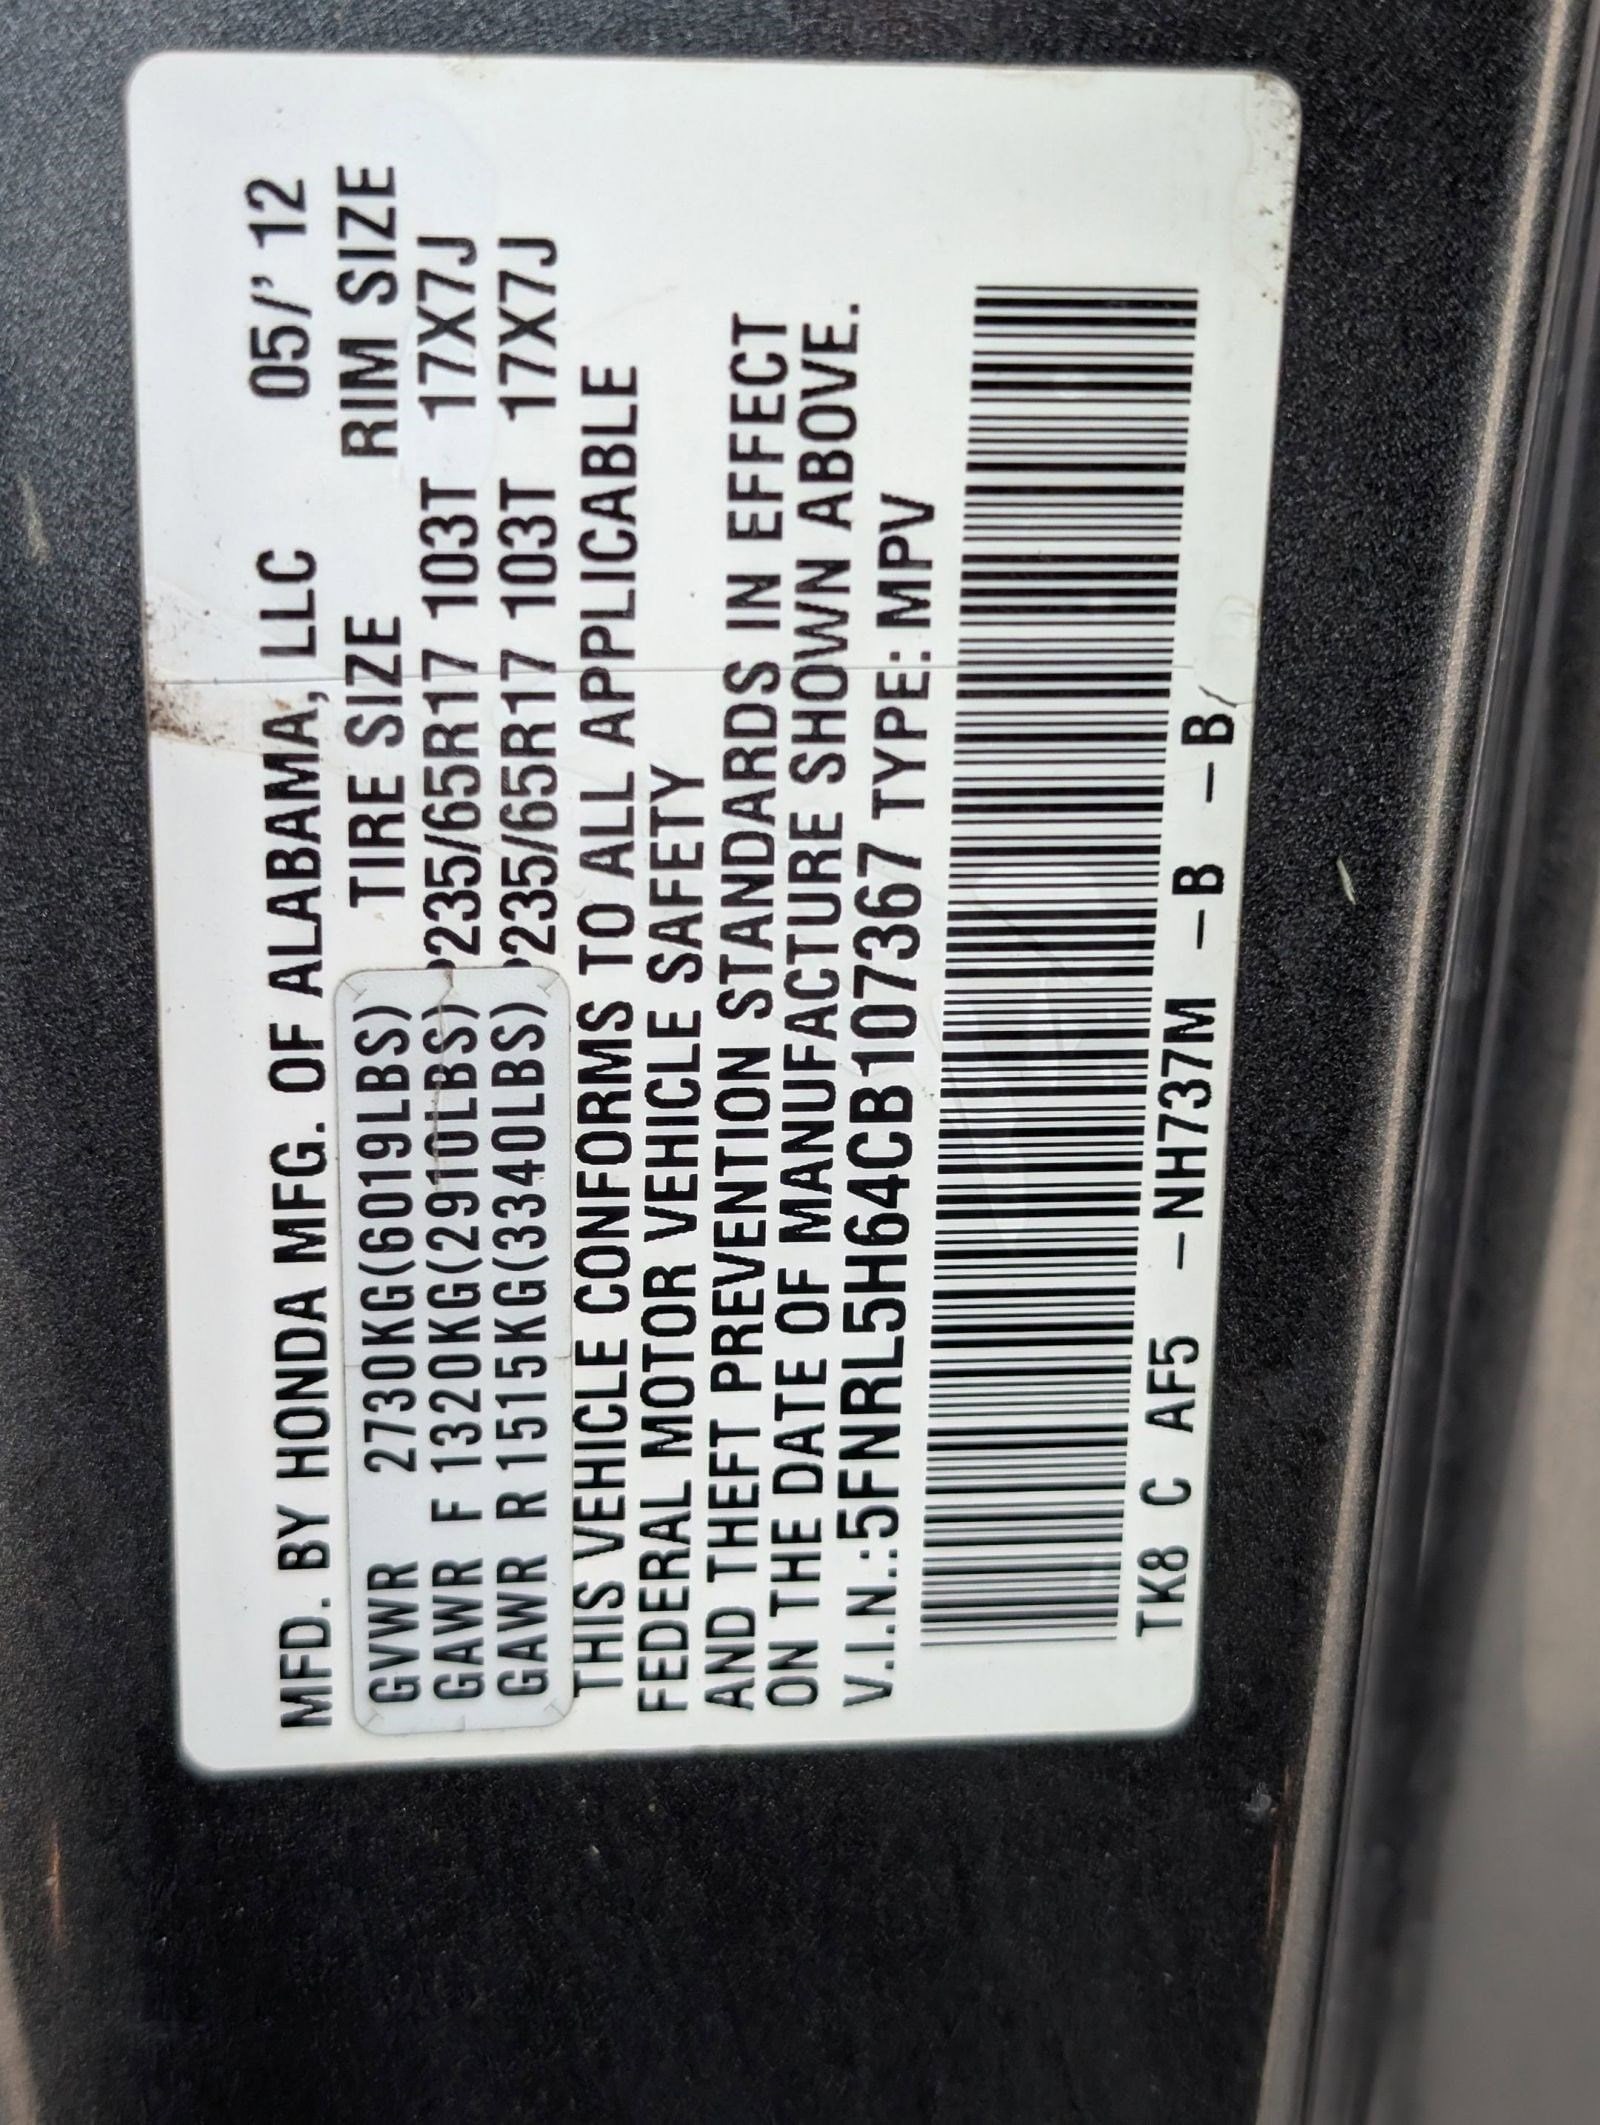 MFD. BY HONDA MFG. OF ALABAMA, LLC 05/'12
TIRE SIZE RIM SIZE
GVWR 2730KG(6019LBS)
GAWR F 1320KG(2910LBS) P235/65R17 103T 17X7J
GAWR R 1515KG(3340LBS) P235/65R17 103T 17X7J
THIS VEHICLE CONFORMS TO ALL APPLICABLE
FEDERAL MOTOR VEHICLE SAFETY
AND THEFT PREVENTION STANDARDS IN EFFECT
ON THE DATE OF MANUFACTURE SHOWN ABOVE.
V.I.N.:5FNRL5H64CB107367 TYPE:MPV
TK8 C AF5 -NH737M -B -B